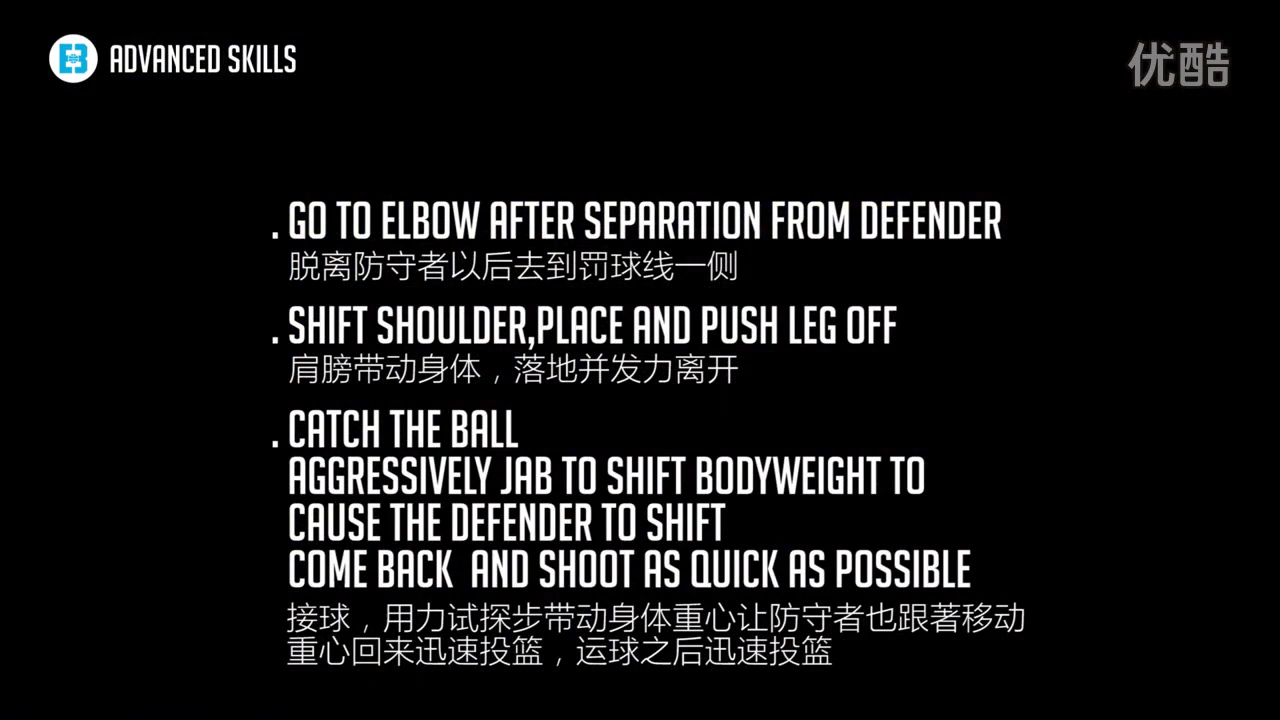 ADVANCED SKILLS
优酷
. GO TO ELBOW AFTER SEPARATION FROM DEFENDER
脱离防守者以后去到罚球线一侧
. SHIFT SHOULDER,PLACE AND PUSH LEG OFF
肩膀带动身体，落地并发力离开
. CATCH THE BALL
AGGRESSIVELY JAB TO SHIFT BODYWEIGHT TO
CAUSE THE DEFENDER TO SHIFT
COME BACK AND SHOOT AS QUICK AS POSSIBLE
接球，用力试探步带动身体重心让防守者也跟著移动
重心回来迅速投篮，运球之后迅速投篮